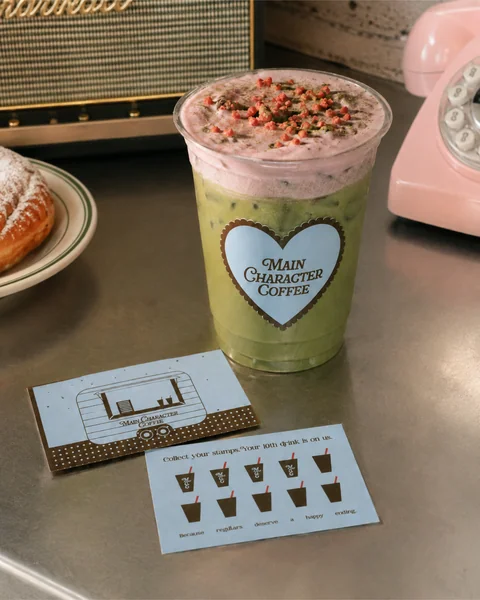 Main
Character
Coffee
Main Character
Coffee
Collect your stamps. Your 10th drink is on us.
Because regulars deserve a happy ending.